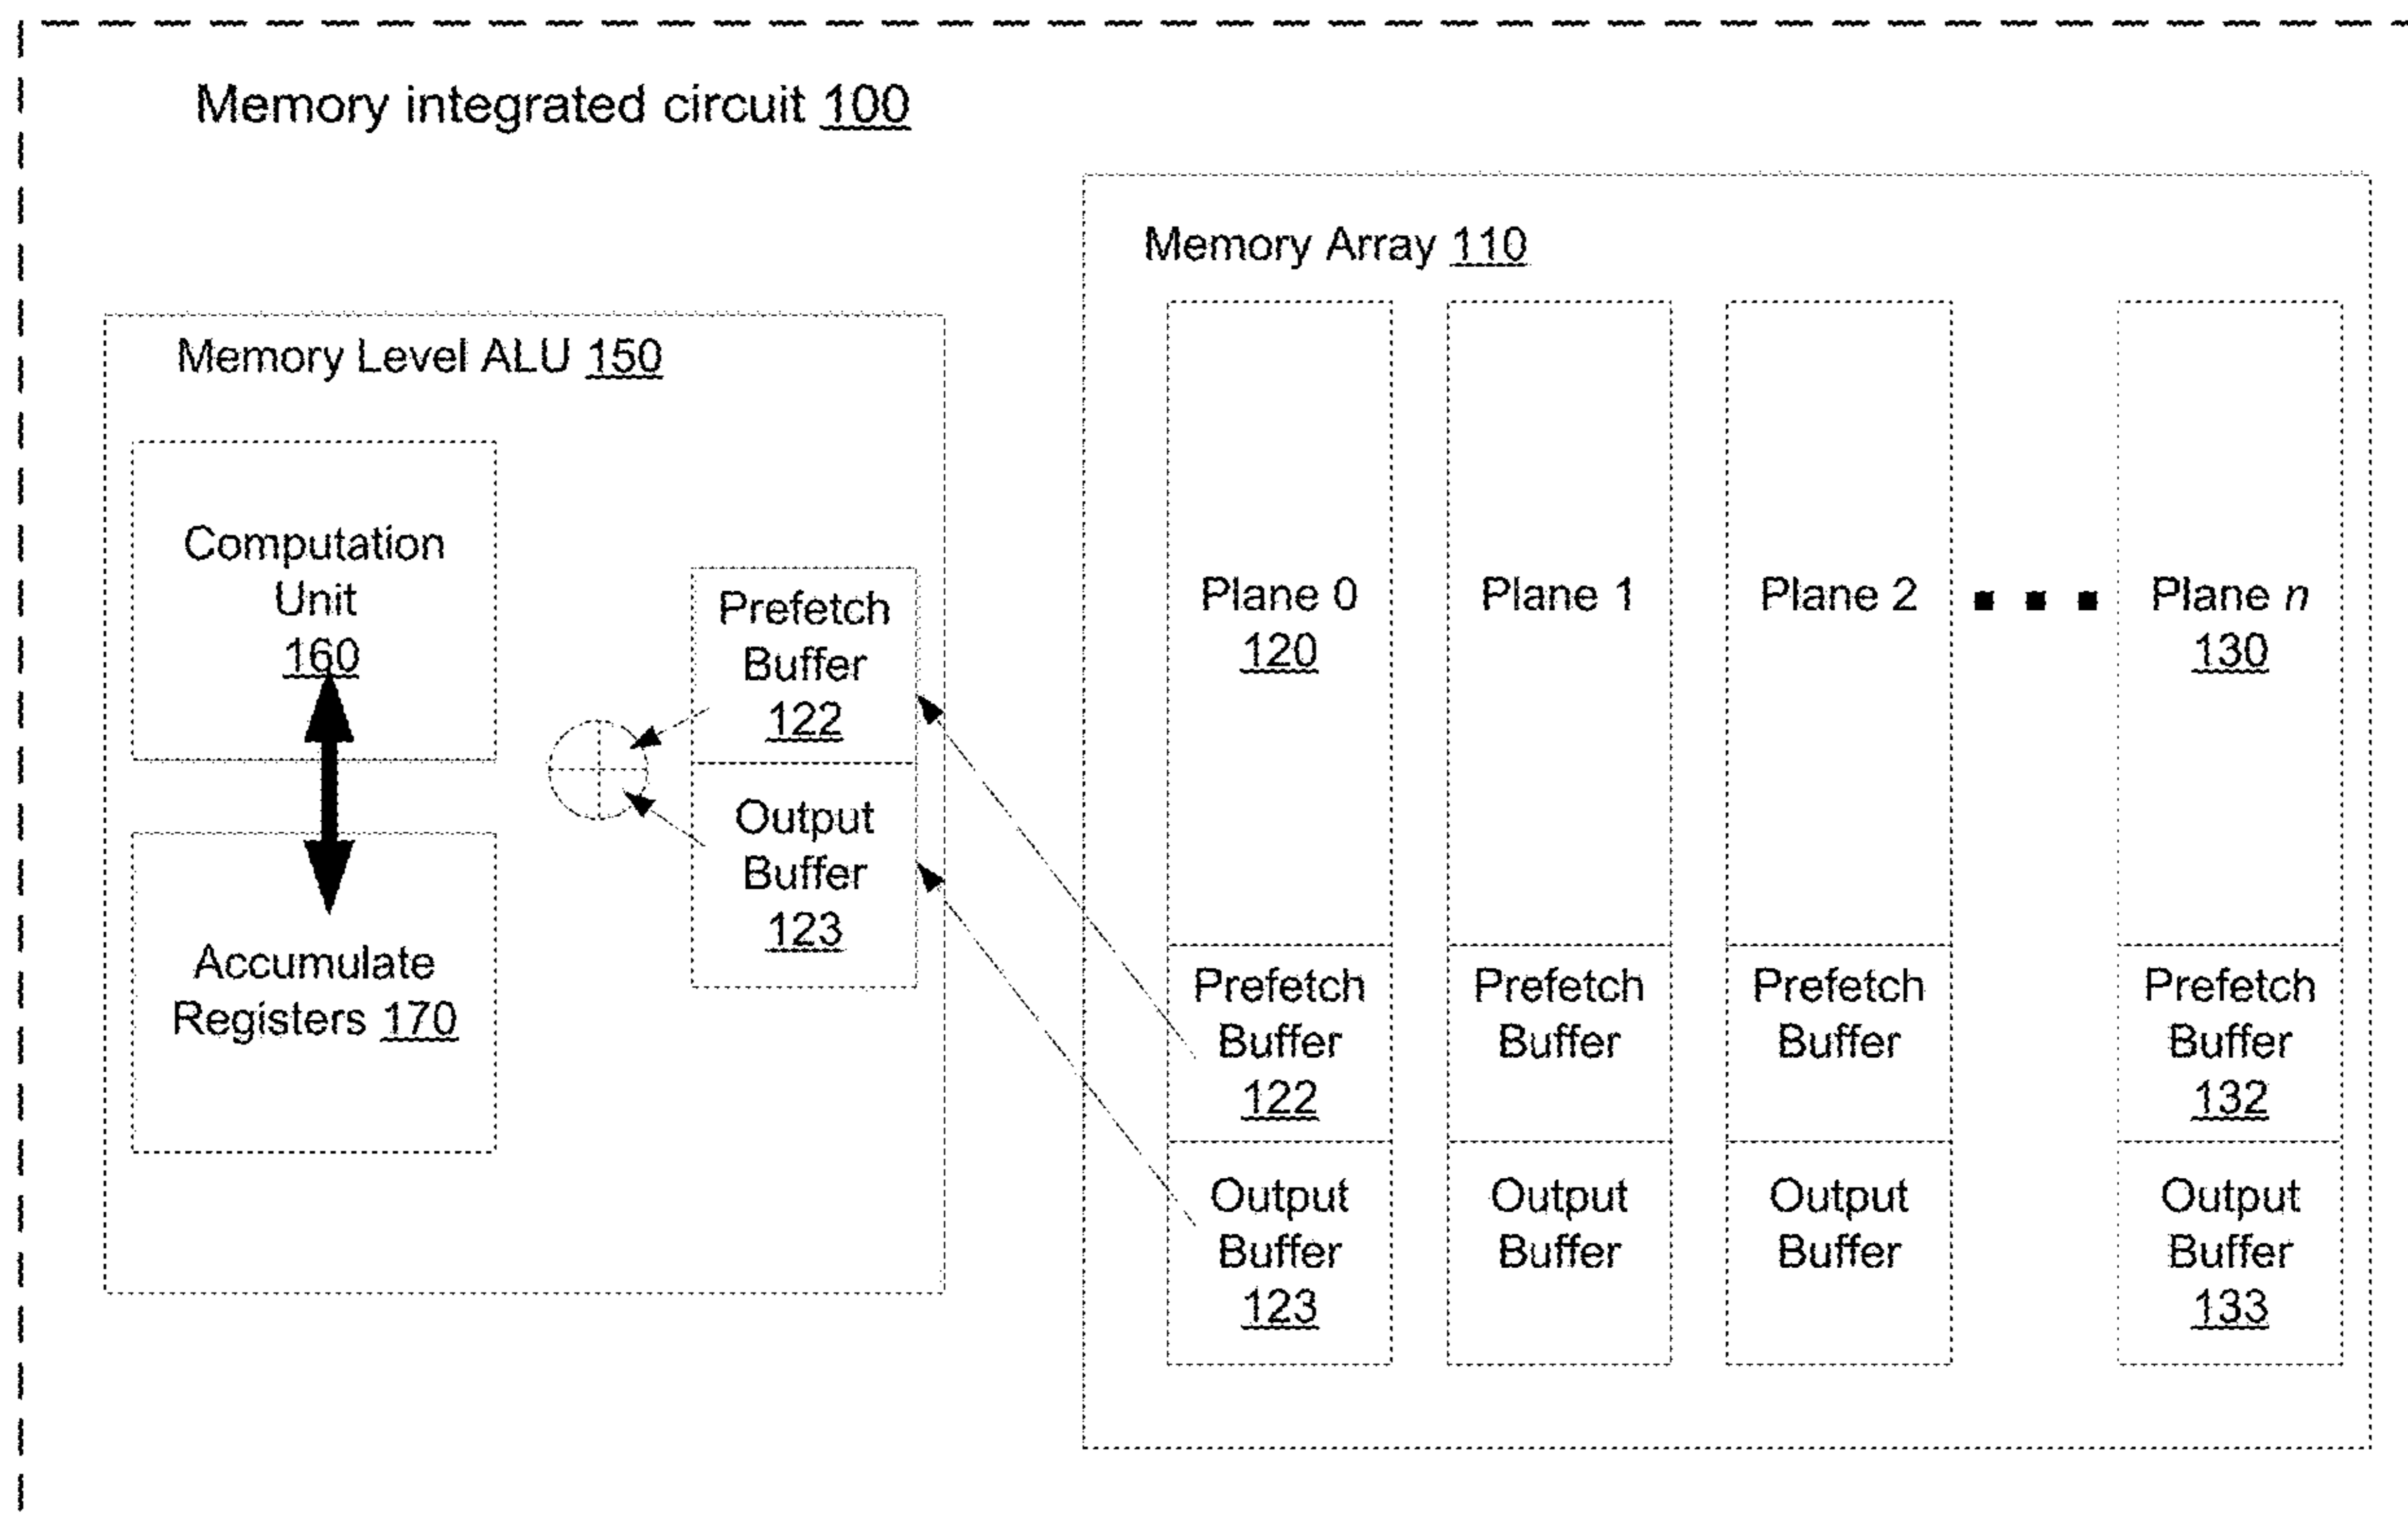 Memory integrated circuit 100
Memory Array 110
Memory Level ALU 150
Computation
Unit
160
Accumulate
Registers 170
Prefetch
Buffer
122
Output
Buffer
123
Plane 0
120
Prefetch
Buffer
122
Output
Buffer
123
Plane 1
Prefetch
Buffer
Output
Buffer
Plane 2
Prefetch
Buffer
Output
Buffer
Plane n
130
Prefetch
Buffer
132
Output
Buffer
133